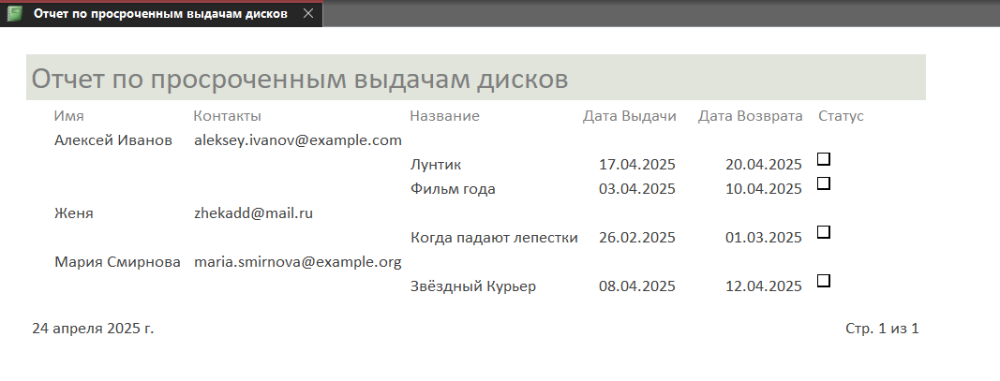 Отчет по просроченным выдачам дисков
Отчет по просроченным выдачам дисков
Имя Контакты Название Дата Выдачи Дата Возврата Статус
Алексей Иванов aleksey.ivanov@example.com
Лунтик 17.04.2025 20.04.2025
Фильм года 03.04.2025 10.04.2025
Женя zhekadd@mail.ru
Когда падают лепестки 26.02.2025 01.03.2025
Мария Смирнова maria.smirnova@example.org
Звёздный Курьер 08.04.2025 12.04.2025
24 апреля 2025 г. Стр. 1 из 1